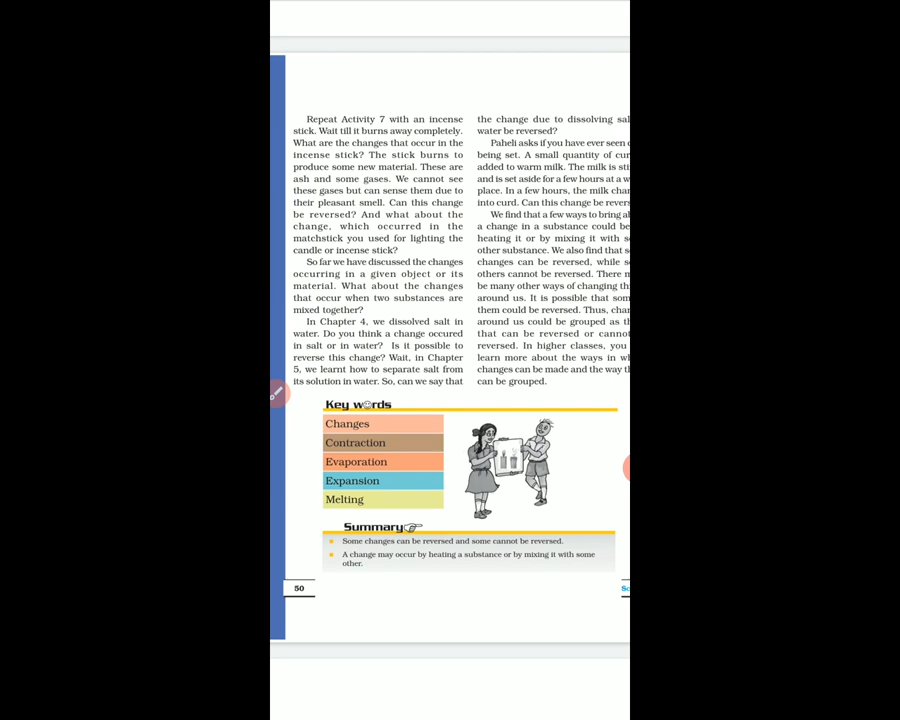 Repeat Activity 7 with an incense
stick. Wait till it burns away completely.
What are the changes that occur in the
incense stick? The stick burns to
produce some new material. These are
ash and some gases. We cannot see
these gases but can sense them due to
their pleasant smell. Can this change
be reversed? And what about the
change, which occurred in the
matchstick you used for lighting the
candle or incense stick?
So far we have discussed the changes
occurring in a given object or its
material. What about the changes
that occur when two substances are
mixed together?
In Chapter 4, we dissolved salt in
water. Do you think a change occured
in salt or in water? Is it possible to
reverse this change? Wait, in Chapter
5, we learnt how to separate salt from
its solution in water. So, can we say that
the change due to dissolving
water be reversed?
Paheli asks if you have ever seen
being set. A small quantity of
added to warm milk. The milk is
and is set aside for a few hours at a
place. In a few hours, the milk
into curd. Can this change be
We find that a few ways to bring
a change in a substance could be
heating it or by mixing it with
other substance. We also find that
changes can be reversed, while
others cannot be reversed. There
be many other ways of changing
around us. It is possible that
them could be reversed. Thus,
around us could be grouped as
that can be reversed or
reversed. In higher classes, you
learn more about the ways in
changes can be made and the way
can be grouped.
Key words
Changes
Contraction
Evaporation
Expansion
Melting
Summary
Some changes can be reversed and some cannot be reversed.
A change may occur by heating a substance or by mixing it with some
other.
50